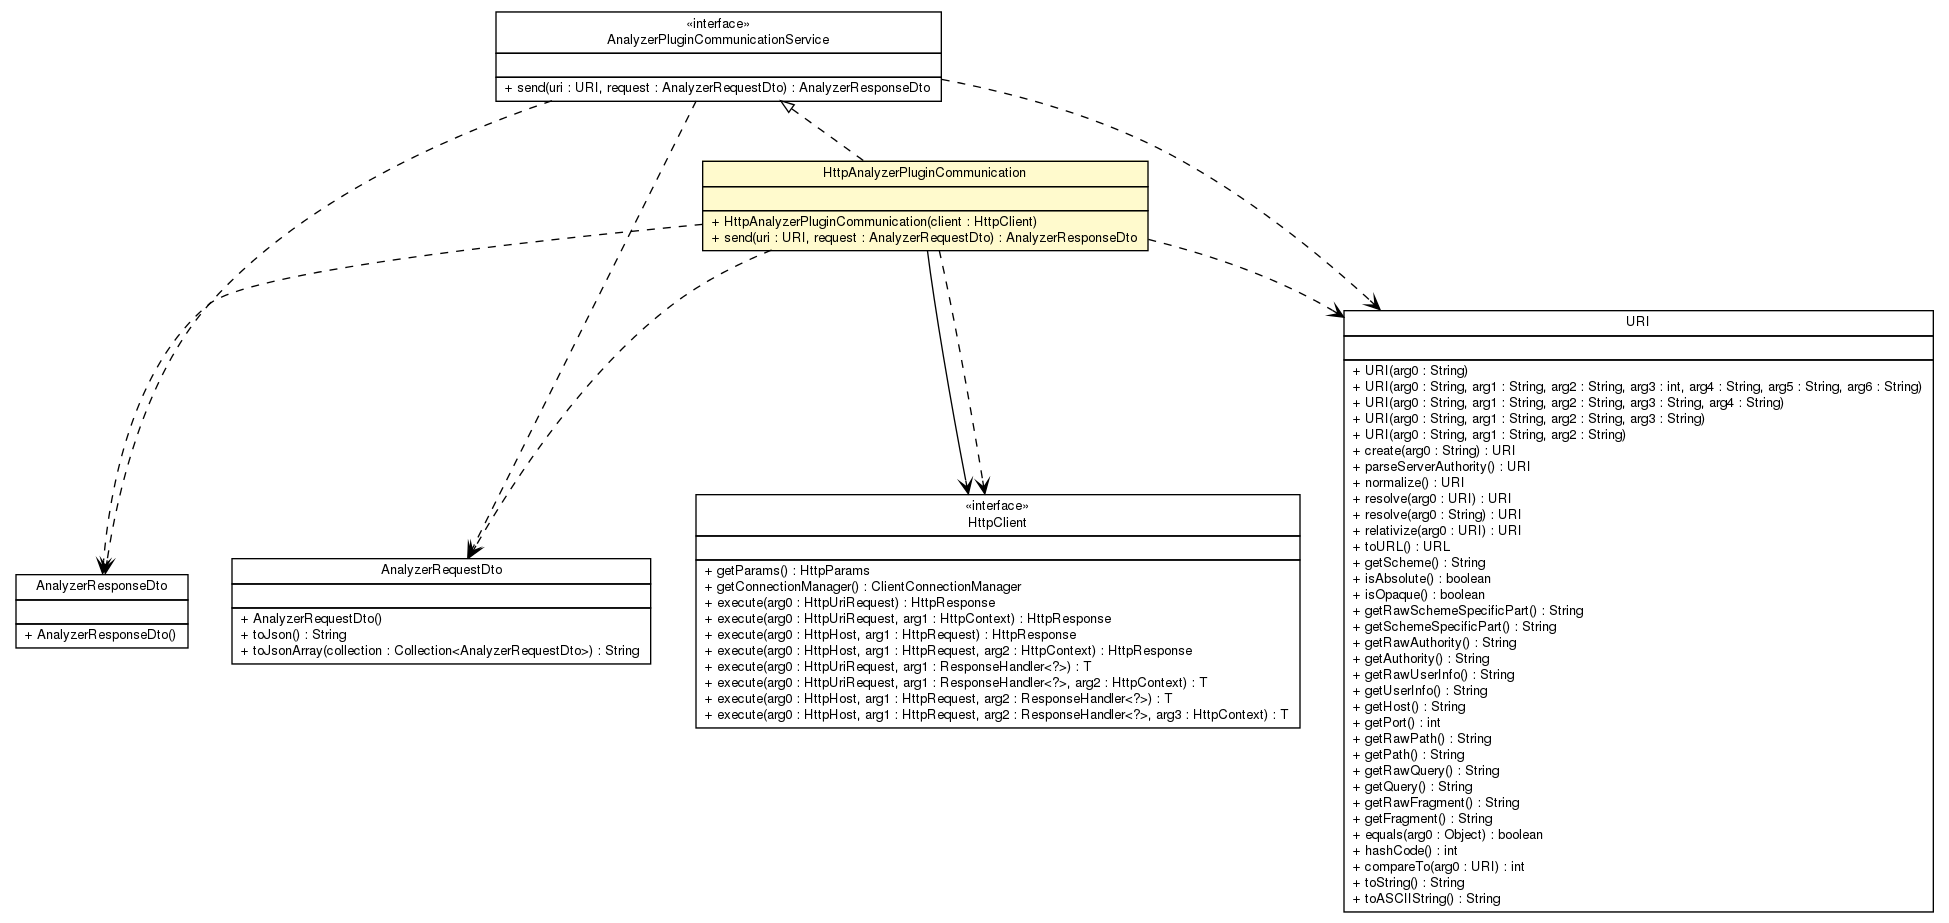 «interface»
AnalyzerPluginCommunicationService
+ send(uri : URI, request : AnalyzerRequestDto) : AnalyzerResponseDto
HttpAnalyzerPluginCommunication
+ HttpAnalyzerPluginCommunication(client : HttpClient)
+ send(uri : URI, request : AnalyzerRequestDto) : AnalyzerResponseDto
AnalyzerResponseDto
+ AnalyzerResponseDto()
AnalyzerRequestDto
+ AnalyzerRequestDto()
+ toJson() : String
+ toJsonArray(collection : Collection<AnalyzerRequestDto>) : String
«interface»
HttpClient
+ getParams() : HttpParams
+ getConnectionManager() : ClientConnectionManager
+ execute(arg0 : HttpUriRequest) : HttpResponse
+ execute(arg0 : HttpUriRequest, arg1 : HttpContext) : HttpResponse
+ execute(arg0 : HttpHost, arg1 : HttpRequest) : HttpResponse
+ execute(arg0 : HttpHost, arg1 : HttpRequest, arg2 : HttpContext) : HttpResponse
+ execute(arg0 : HttpUriRequest, arg1 : ResponseHandler<?>) : T
+ execute(arg0 : HttpUriRequest, arg1 : ResponseHandler<?>, arg2 : HttpContext) : T
+ execute(arg0 : HttpHost, arg1 : HttpRequest, arg2 : ResponseHandler<?>) : T
+ execute(arg0 : HttpHost, arg1 : HttpRequest, arg2 : ResponseHandler<?>, arg3 : HttpContext) : T
URI
+ URI(arg0 : String)
+ URI(arg0 : String, arg1 : String, arg2 : String, arg3 : int, arg4 : String, arg5 : String, arg6 : String)
+ URI(arg0 : String, arg1 : String, arg2 : String, arg3 : String, arg4 : String)
+ URI(arg0 : String, arg1 : String, arg2 : String, arg3 : String)
+ URI(arg0 : String, arg1 : String, arg2 : String)
+ create(arg0 : String) : URI
+ parseServerAuthority() : URI
+ normalize() : URI
+ resolve(arg0 : URI) : URI
+ resolve(arg0 : String) : URI
+ relativize(arg0 : URI) : URI
+ toURL() : URL
+ getScheme() : String
+ isAbsolute() : boolean
+ isOpaque() : boolean
+ getRawSchemeSpecificPart() : String
+ getSchemeSpecificPart() : String
+ getRawAuthority() : String
+ getAuthority() : String
+ getRawUserInfo() : String
+ getUserInfo() : String
+ getHost() : String
+ getPort() : int
+ getRawPath() : String
+ getPath() : String
+ getRawQuery() : String
+ getQuery() : String
+ getRawFragment() : String
+ getFragment() : String
+ equals(arg0 : Object) : boolean
+ hashCode() : int
+ compareTo(arg0 : URI) : int
+ toString() : String
+ toASCIIString() : String